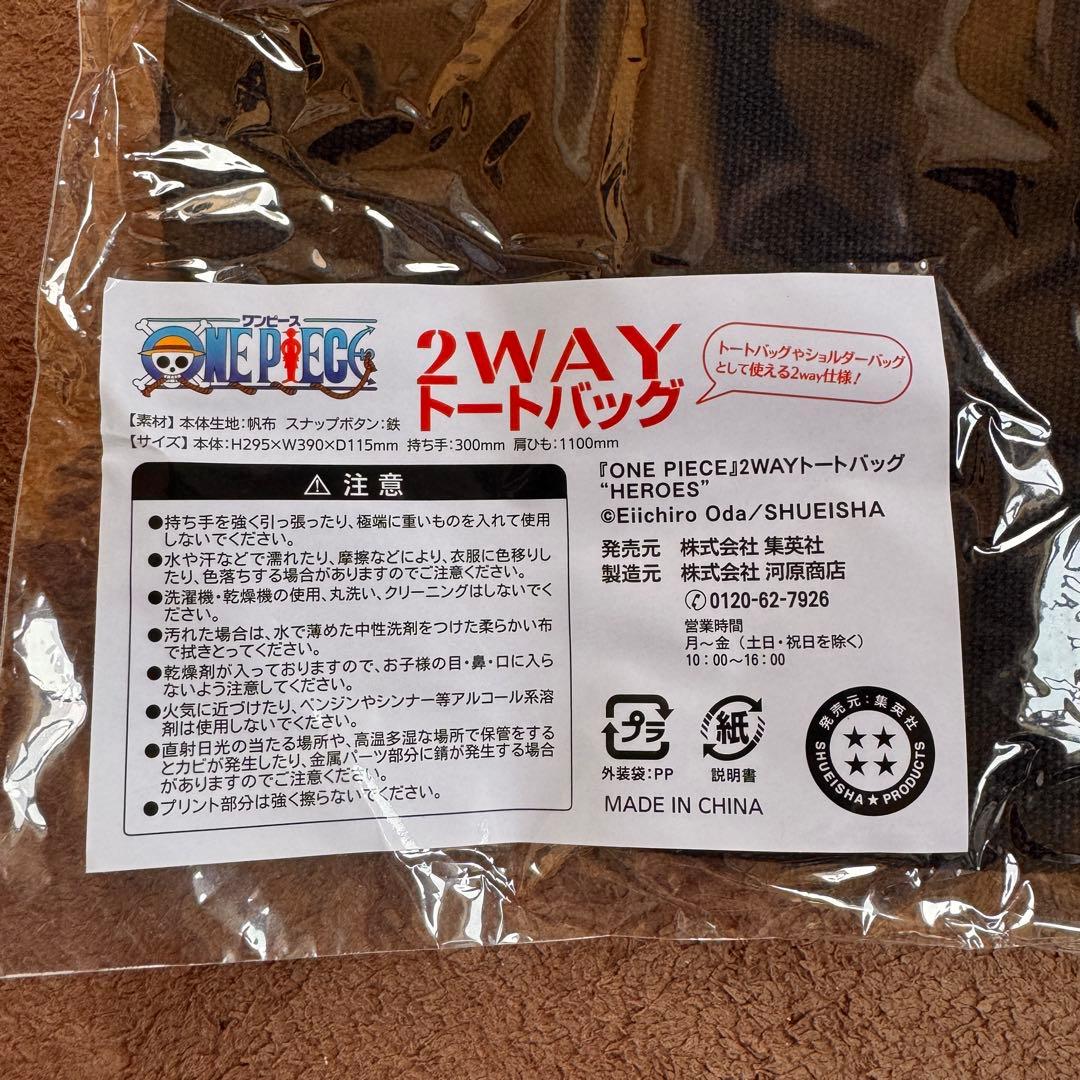 ワンピース
ONE PIECE
2WAY
トートバッグ
トートバッグやショルダーバッグ
として使える2way仕様!
【素材】本体生地:帆布 スナップボタン:鉄
【サイズ】本体:H295×W390×D115mm 持ち手:300mm 肩ひも:1100mm
⚠ 注意
●持ち手を強く引っ張ったり、極端に重いものを入れて使用
しないでください。
●水や汗などで濡れたり、摩擦などにより、衣服に色移りし
たり、色落ちする場合がありますのでご注意ください。
●洗濯機・乾燥機の使用、丸洗い、クリーニングはしないでく
ださい。
●汚れた場合は、水で薄めた中性洗剤をつけた柔らかい布
で拭きとってください。
●乾燥剤が入っておりますので、お子様の目・鼻・口に入ら
ないよう注意してください。
●火気に近づけたり、ベンジンやシンナー等アルコール系溶
剤は使用しないでください。
●直射日光の当たる場所や、高温多湿な場所で保管をする
とカビが発生したり、金属パーツ部分に錆が発生する場合
がありますのでご注意ください。
●プリント部分は強く擦らないでください。
『ONE PIECE』2WAYトートバッグ
“HEROES”
©Eiichiro Oda/SHUEISHA
発売元 株式会社 集英社
製造元 株式会社 河原商店
✆0120-62-7926
営業時間
月〜金(土日・祝日を除く)
10:00〜16:00
プラ
外装袋:PP
紙
説明書
MADE IN CHINA
発売元:集英社
SHUEISHA★PRODUCTS